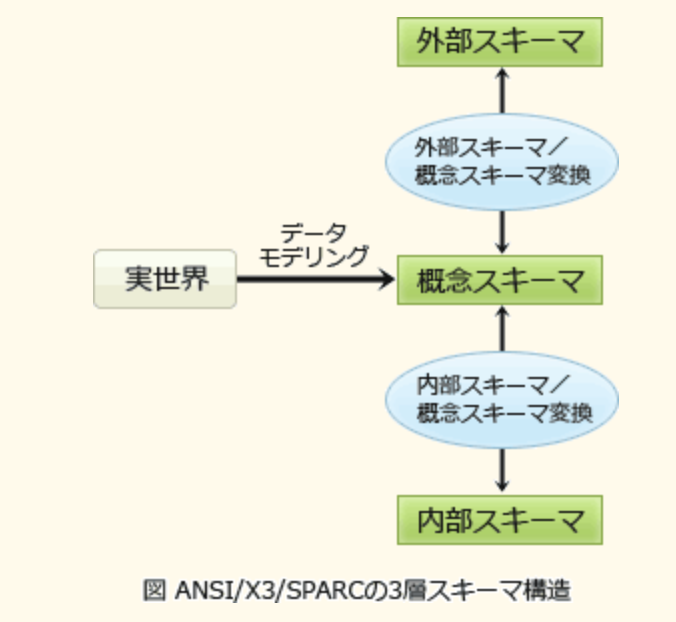 外部スキーマ
外部スキーマ／
概念スキーマ変換
データ
モデリング
実世界
概念スキーマ
内部スキーマ／
概念スキーマ変換
内部スキーマ
図 ANSI/X3/SPARCの3層スキーマ構造